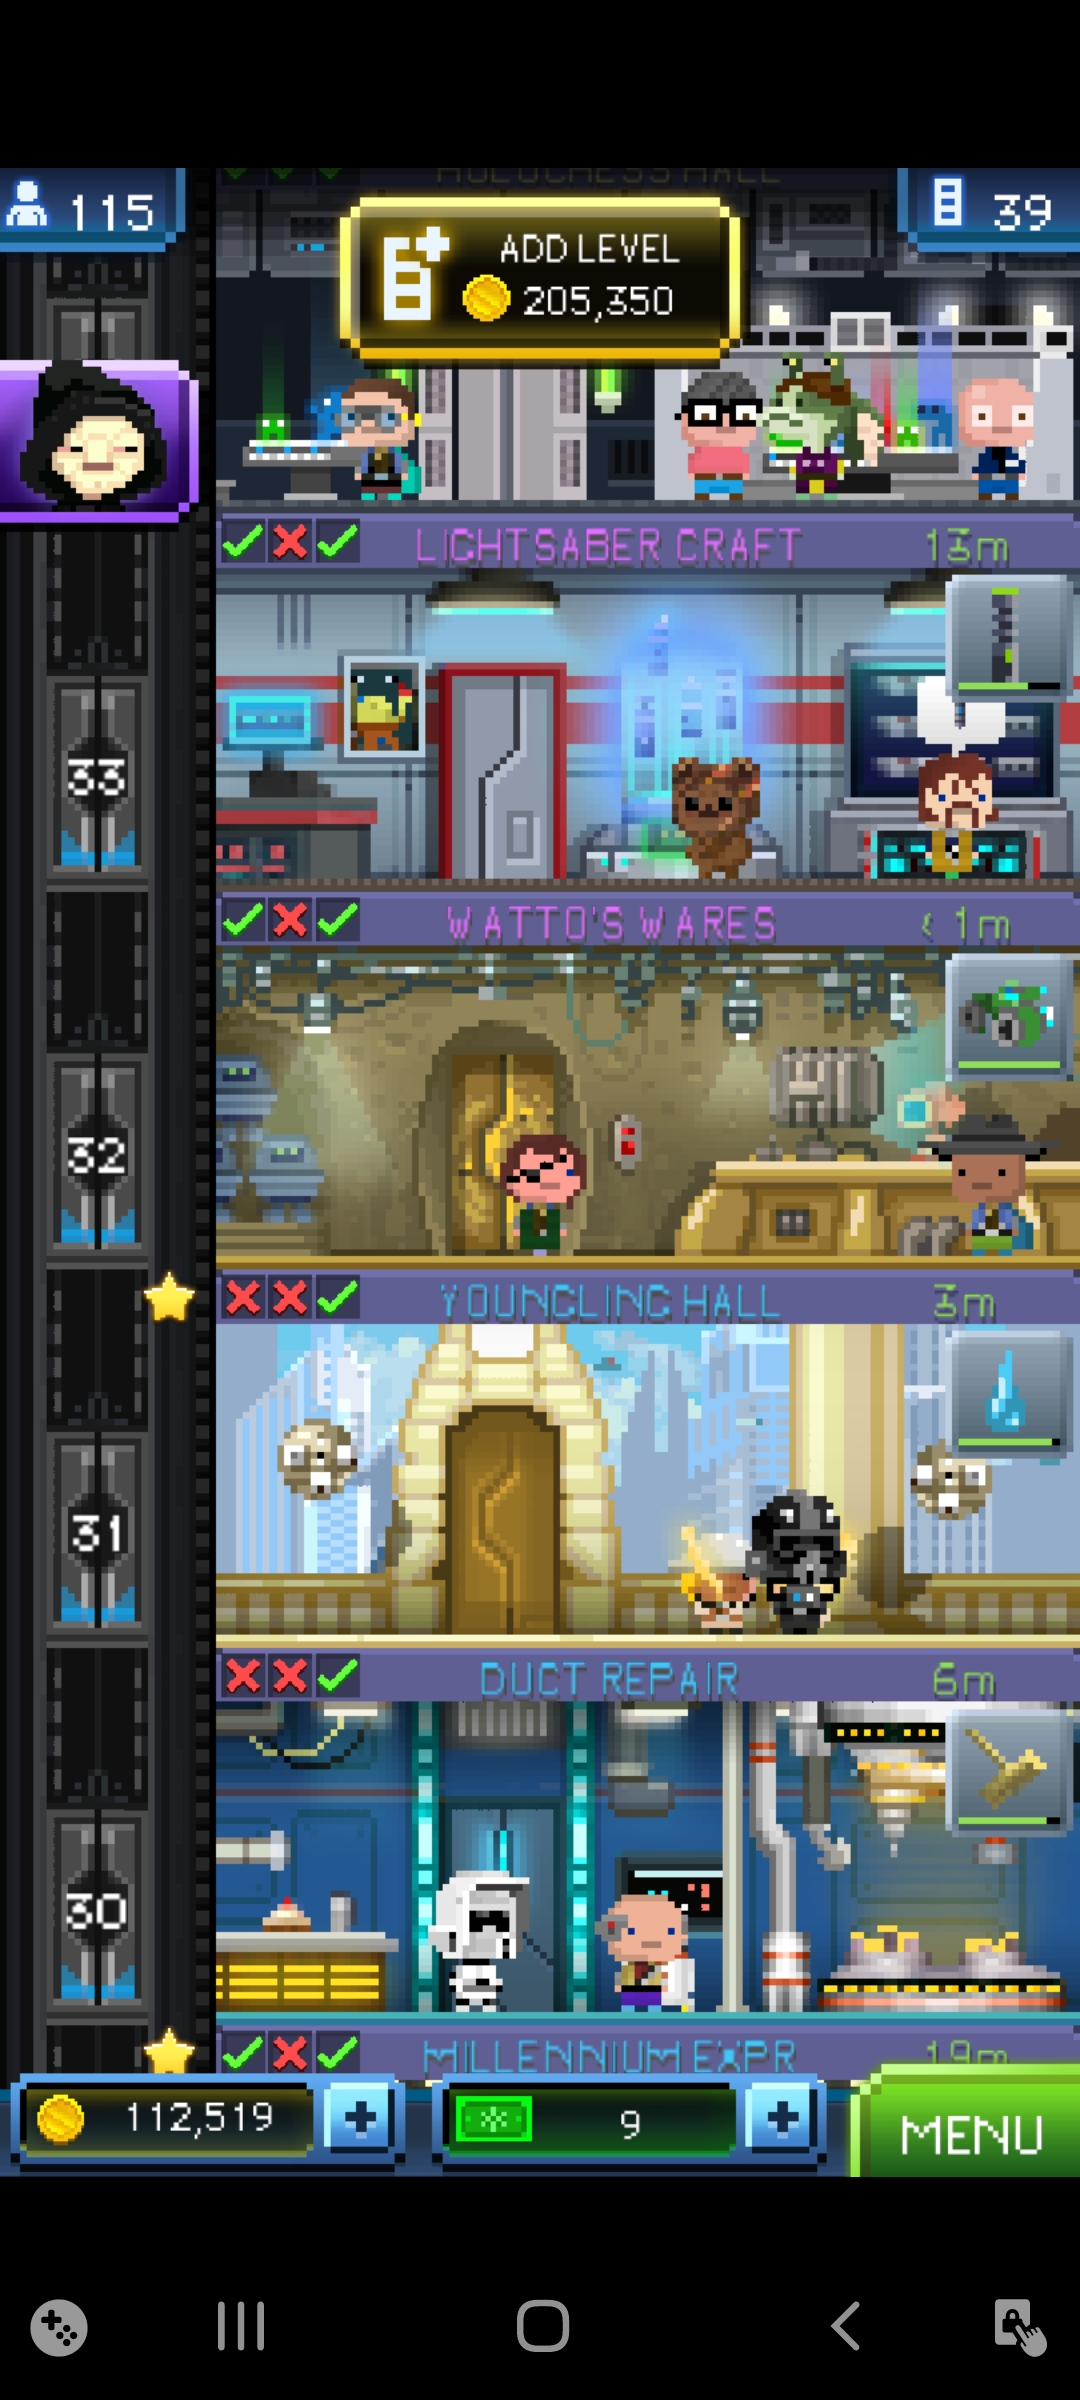 HOLOCHESS HALL
115
ADD LEVEL
205,350
39
LIGHTSABER CRAFT 13m
33
WATTO'S WARES < 1m
32
YOUNGLING HALL 3m
31
DUCT REPAIR 6m
30
MILLENNIUM EXPR 19m
112,519
9
MENU